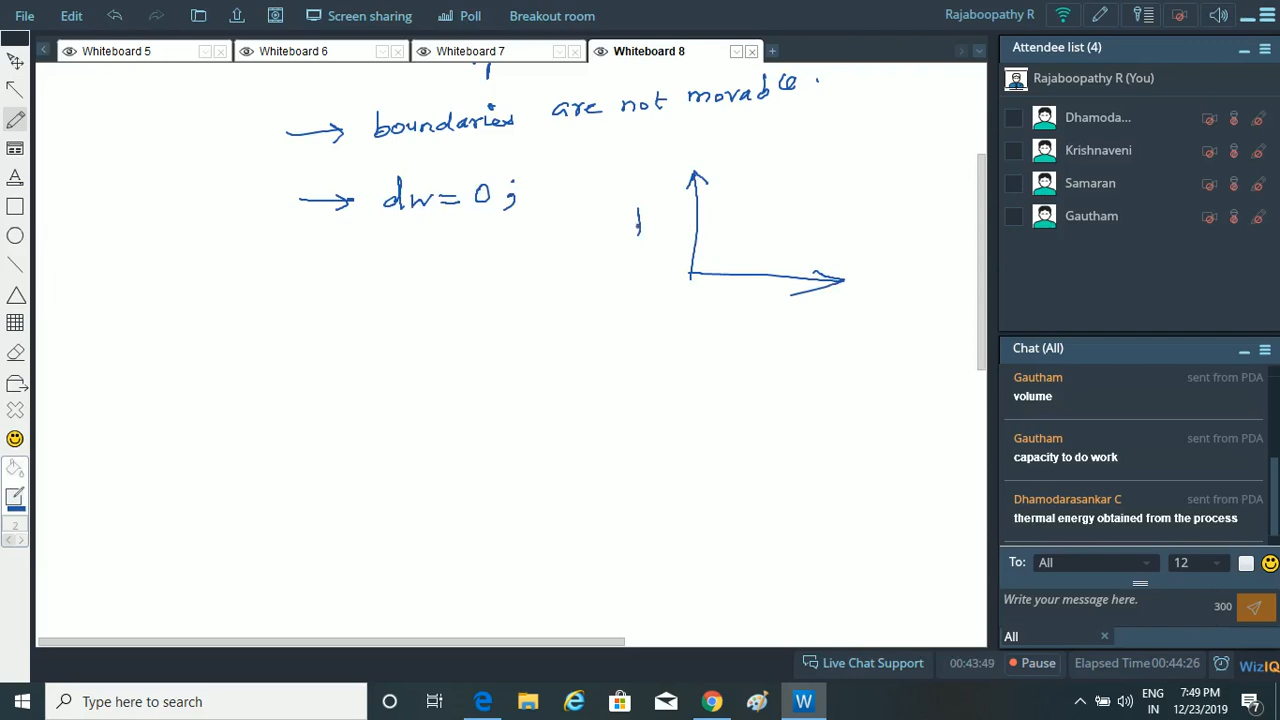 File Edit Screen sharing Poll Breakout room Rajaboopathy R
Whiteboard 5 Whiteboard 6 Whiteboard 7 Whiteboard 8
Attendee list (4)
Rajaboopathy R (You)
Dhamoda...
Krishnaveni
Samaran
Gautham
boundaries are not movable.
dw = 0 ;
Chat (All)
Gautham sent from PDA
volume
Gautham sent from PDA
capacity to do work
Dhamodarasankar C sent from PDA
thermal energy obtained from the process
To: All 12
Write your message here. 300
All
2
Live Chat Support 00:43:49 Pause Elapsed Time 00:44:26 WizIQ
Type here to search
ENG 7:49 PM
IN 12/23/2019 7